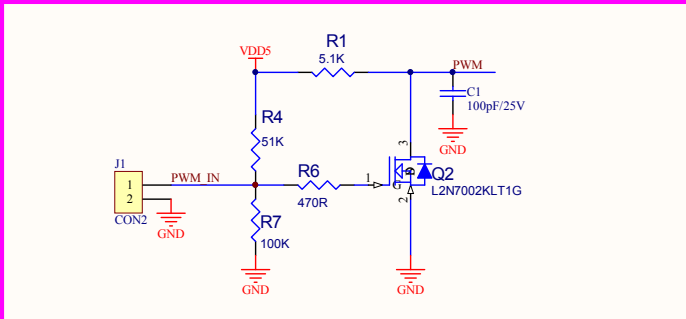 R1
5.1K
VDD5
PWM
C1
100pF/25V
GND
R4
51K
3
J1
1
2
CON2
PWM_IN
GND
R6
470R
1
G
D
Q2
L2N7002KLT1G
2
R7
100K
GND
GND